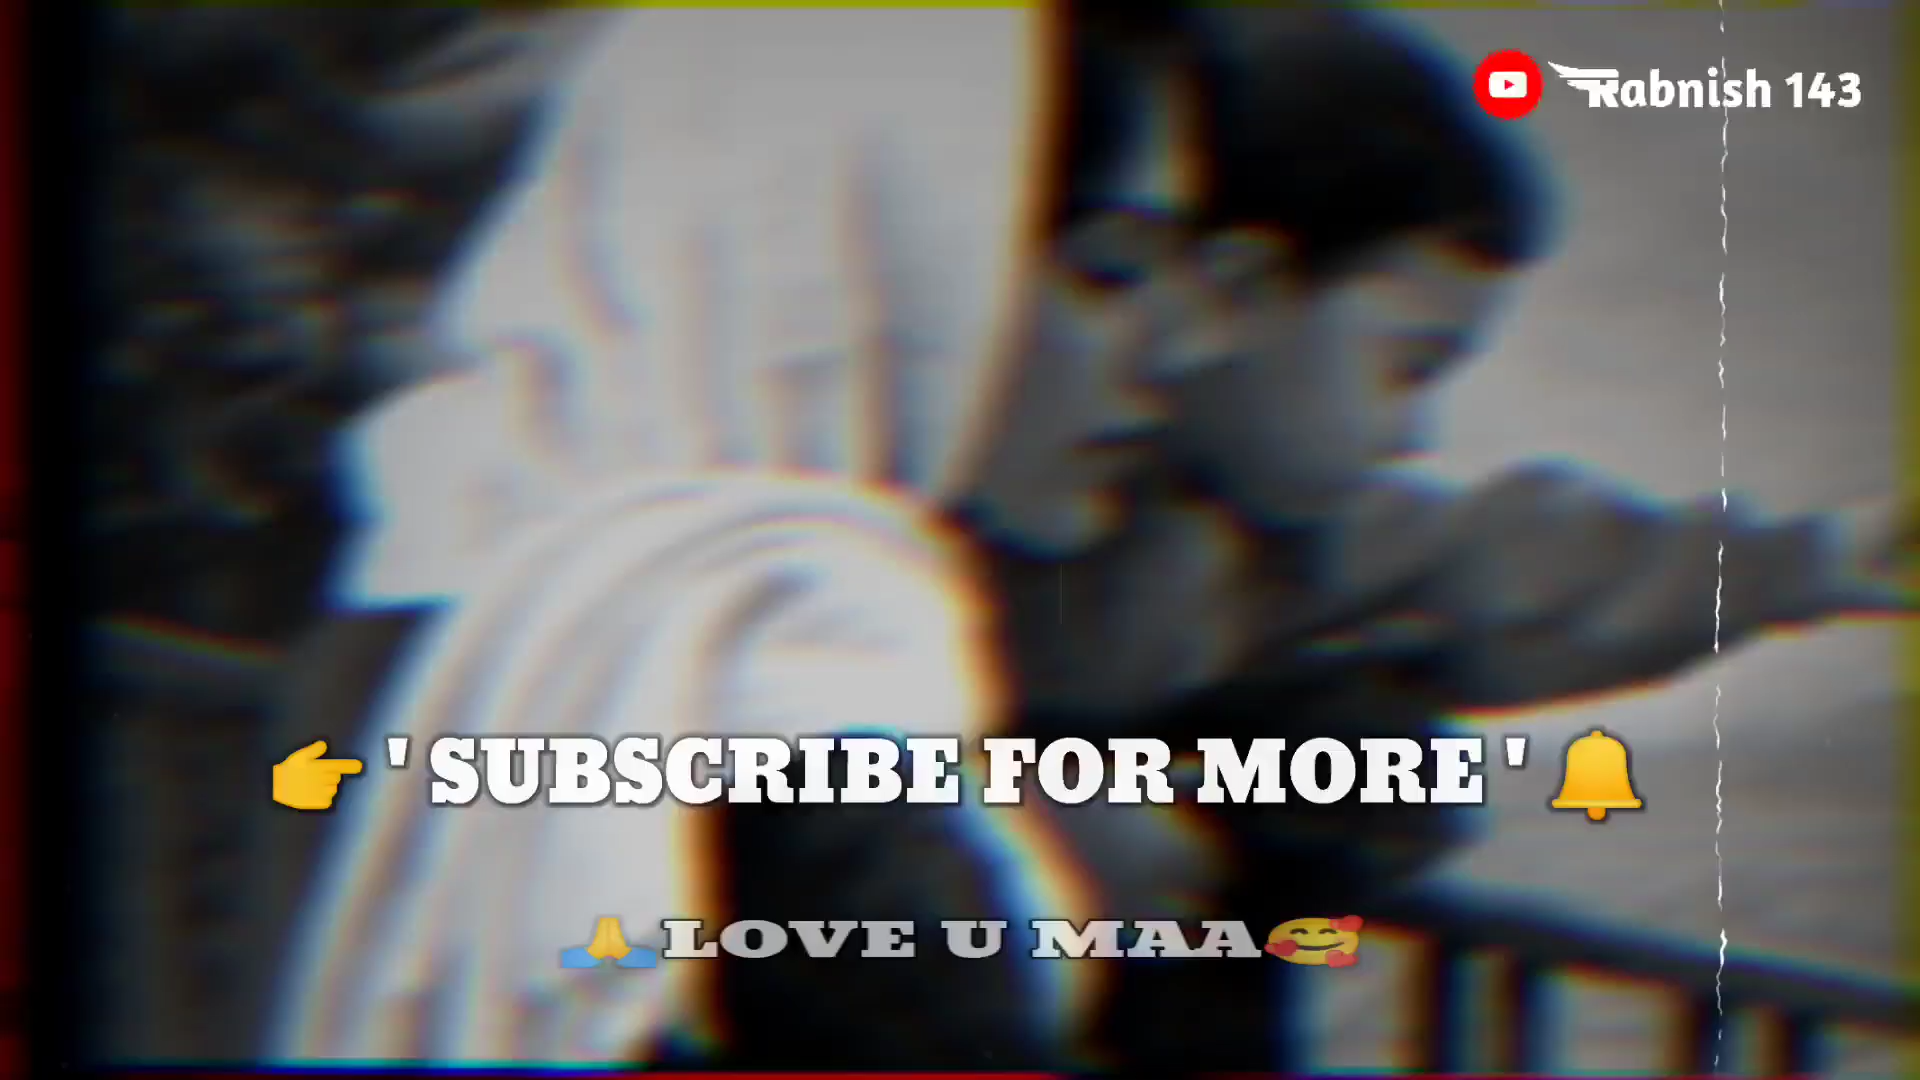 Rabnish 143
👉 ' SUBSCRIBE FOR MORE ' 🔔
🙏LOVE U MAA🥰